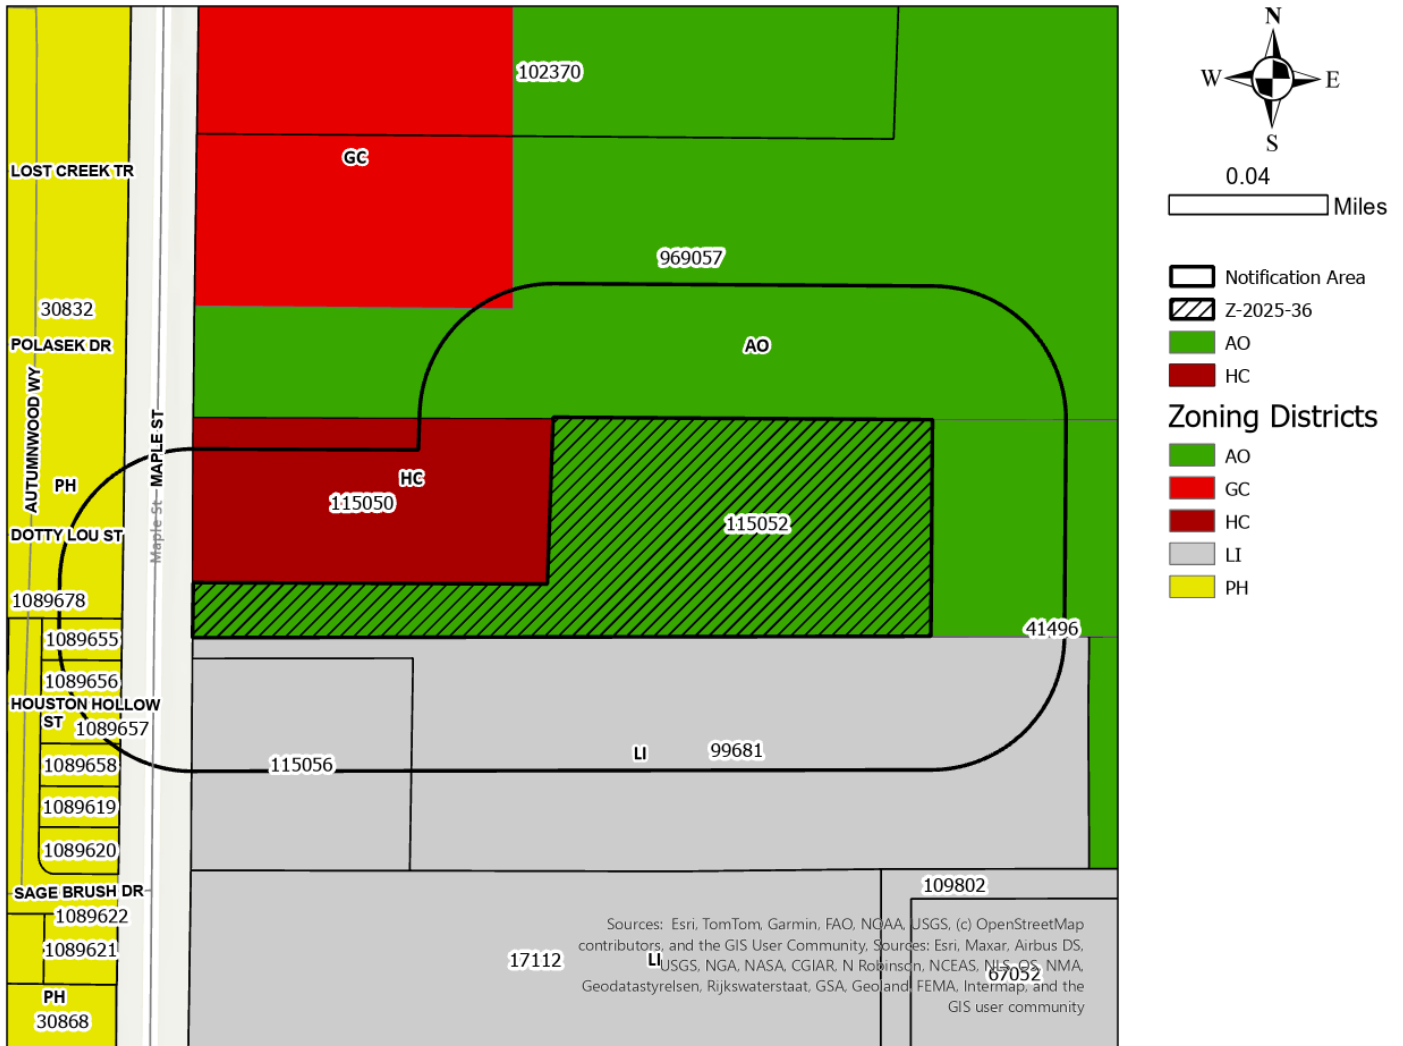 102370
GC
LOST CREEK TR
969057
30832
POLASEK DR
AO
AUTUMNWOOD WY
MAPLE ST
Maple St
PH
HC
115050
115052
DOTTY LOU ST
1089678
1089655
41496
1089656
HOUSTON HOLLOW
ST
1089657
LI
99681
115056
1089658
1089619
1089620
SAGE BRUSH DR
109802
1089622
1089621
17112
LI
67052
PH
30868
Sources: Esri, TomTom, Garmin, FAO, NOAA, USGS, (c) OpenStreetMap
contributors, and the GIS User Community, Sources: Esri, Maxar, Airbus DS,
USGS, NGA, NASA, CGIAR, N Robinson, NCEAS, NLS, OS, NMA,
Geodatastyrelsen, Rijkswaterstaat, GSA, Geoland, FEMA, Intermap, and the
GIS user community
N
W
E
S
0.04
Miles
Notification Area
Z-2025-36
AO
HC
Zoning Districts
AO
GC
HC
LI
PH